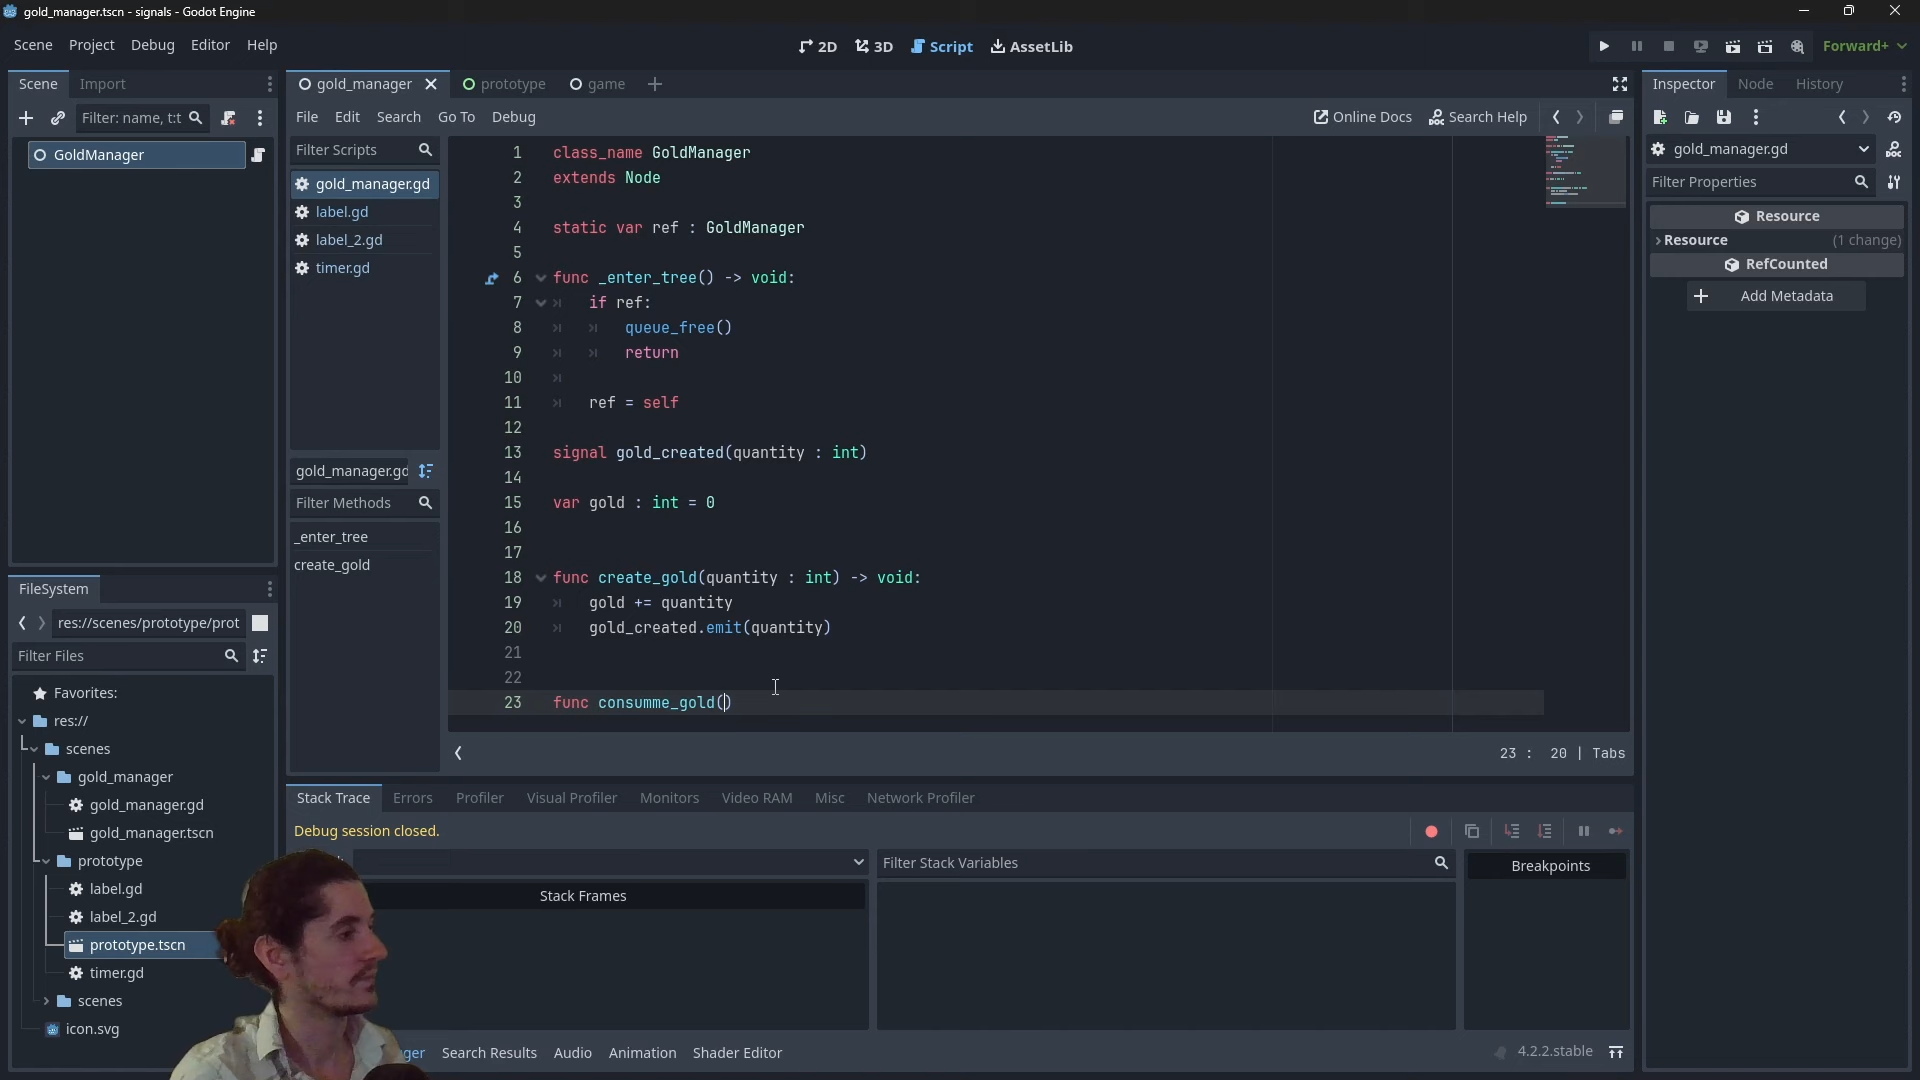 gold_manager.tscn - signals - Godot Engine
Scene Project Debug Editor Help
2D 3D Script AssetLib
Forward+
Scene Import
Filter: name, t:t
GoldManager
FileSystem
res://scenes/prototype/prot
Filter Files
Favorites:
res://
scenes
gold_manager
gold_manager.gd
gold_manager.tscn
prototype
label.gd
label_2.gd
prototype.tscn
timer.gd
scenes
icon.svg
gold_manager prototype game
File Edit Search Go To Debug
Online Docs Search Help
Filter Scripts
gold_manager.gd
label.gd
label_2.gd
timer.gd
gold_manager.gd
Filter Methods
_enter_tree
create_gold
1 class_name GoldManager
2 extends Node
3
4 static var ref : GoldManager
5
6 func _enter_tree() -> void:
7 if ref:
8 queue_free()
9 return
10
11 ref = self
12
13 signal gold_created(quantity : int)
14
15 var gold : int = 0
16
17
18 func create_gold(quantity : int) -> void:
19 gold += quantity
20 gold_created.emit(quantity)
21
22
23 func consumme_gold()
23 : 20 | Tabs
Stack Trace Errors Profiler Visual Profiler Monitors Video RAM Misc Network Profiler
Debug session closed.
Filter Stack Variables
Stack Frames
Breakpoints
Search Results Audio Animation Shader Editor
4.2.2.stable
Inspector Node History
gold_manager.gd
Filter Properties
Resource
Resource (1 change)
RefCounted
Add Metadata